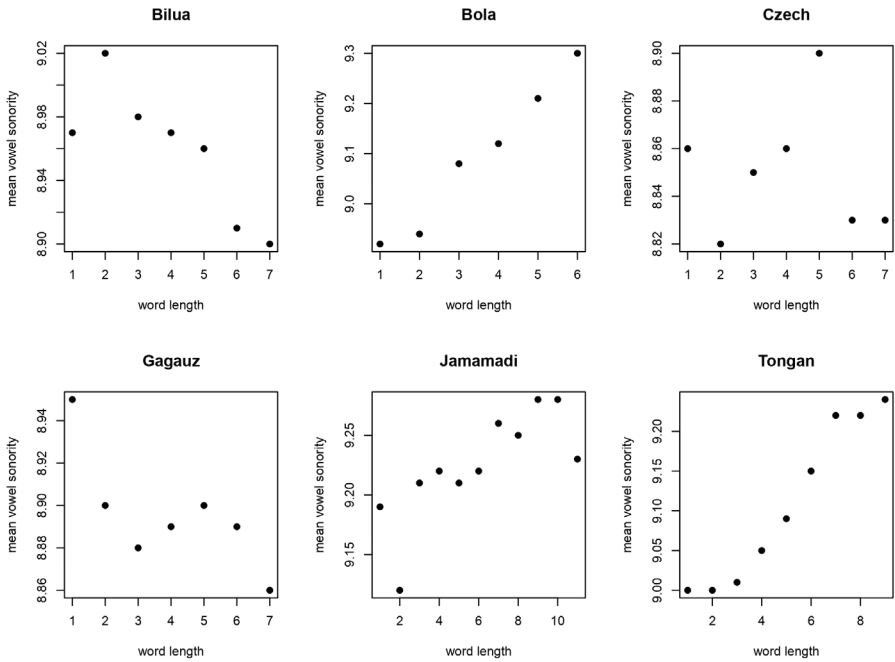 Bilua
mean vowel sonority
9.02
8.98
8.94
8.90
1 2 3 4 5 6 7
word length
Bola
mean vowel sonority
9.3
9.2
9.1
9.0
1 2 3 4 5 6
word length
Czech
mean vowel sonority
8.90
8.88
8.86
8.84
8.82
1 2 3 4 5 6 7
word length
Gagauz
mean vowel sonority
8.94
8.92
8.90
8.88
8.86
1 2 3 4 5 6 7
word length
Jamamadi
mean vowel sonority
9.25
9.20
9.15
2 4 6 8 10
word length
Tongan
mean vowel sonority
9.20
9.15
9.10
9.05
9.00
2 4 6 8
word length